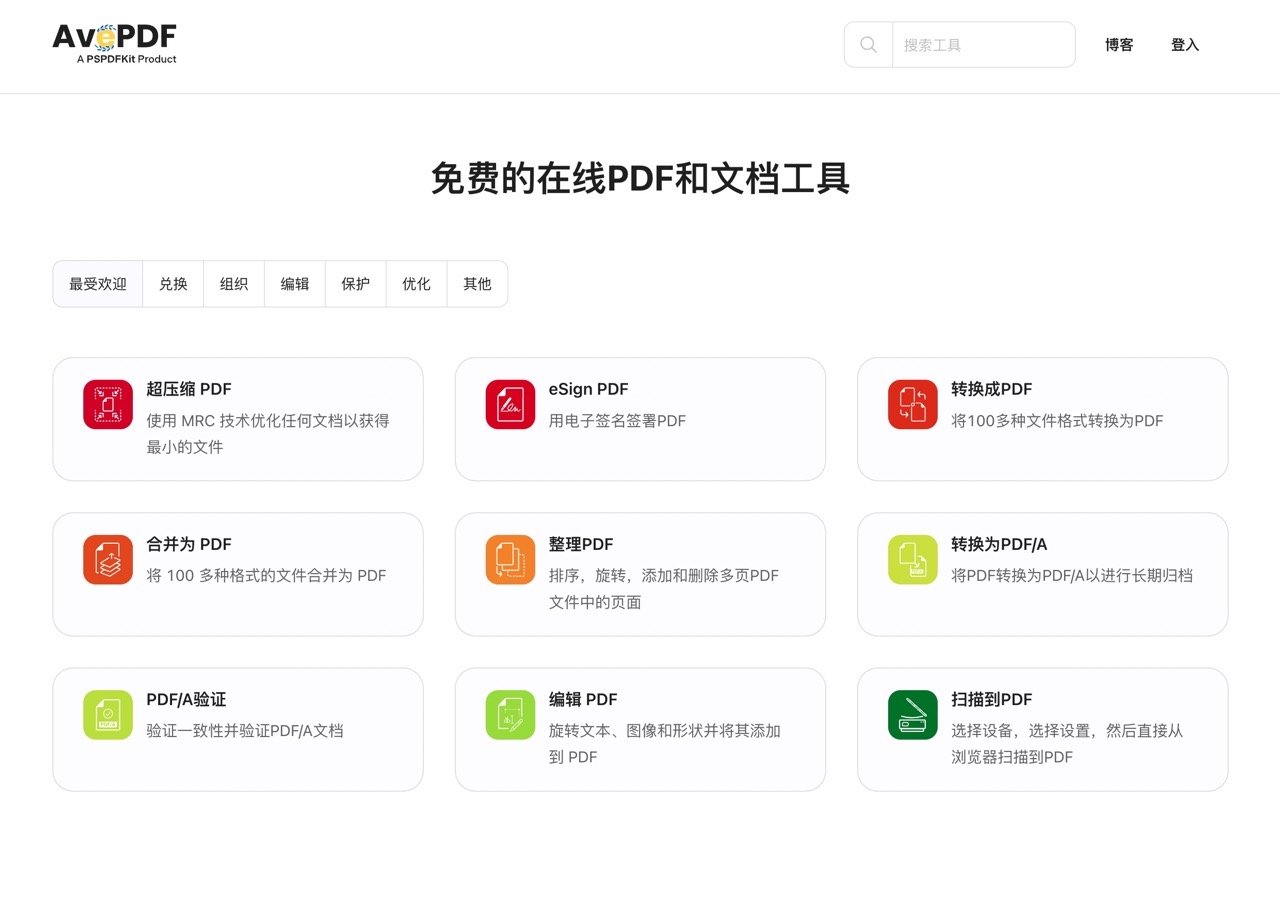 AvePDF
A PSPDFKit Product
搜索工具
博客
登入
免费的在线PDF和文档工具
最受欢迎
兑换
组织
编辑
保护
优化
其他
超压缩 PDF
使用 MRC 技术优化任何文档以获得
最小的文件
eSign PDF
用电子签名签署PDF
转换成PDF
将100多种文件格式转换为PDF
合并为 PDF
将 100 多种格式的文件合并为 PDF
整理PDF
排序，旋转，添加和删除多页PDF
文件中的页面
转换为PDF/A
将PDF转换为PDF/A以进行长期归档
PDF/A验证
验证一致性并验证PDF/A文档
编辑 PDF
旋转文本、图像和形状并将其添加
到 PDF
扫描到PDF
选择设备，选择设置，然后直接从
浏览器扫描到PDF